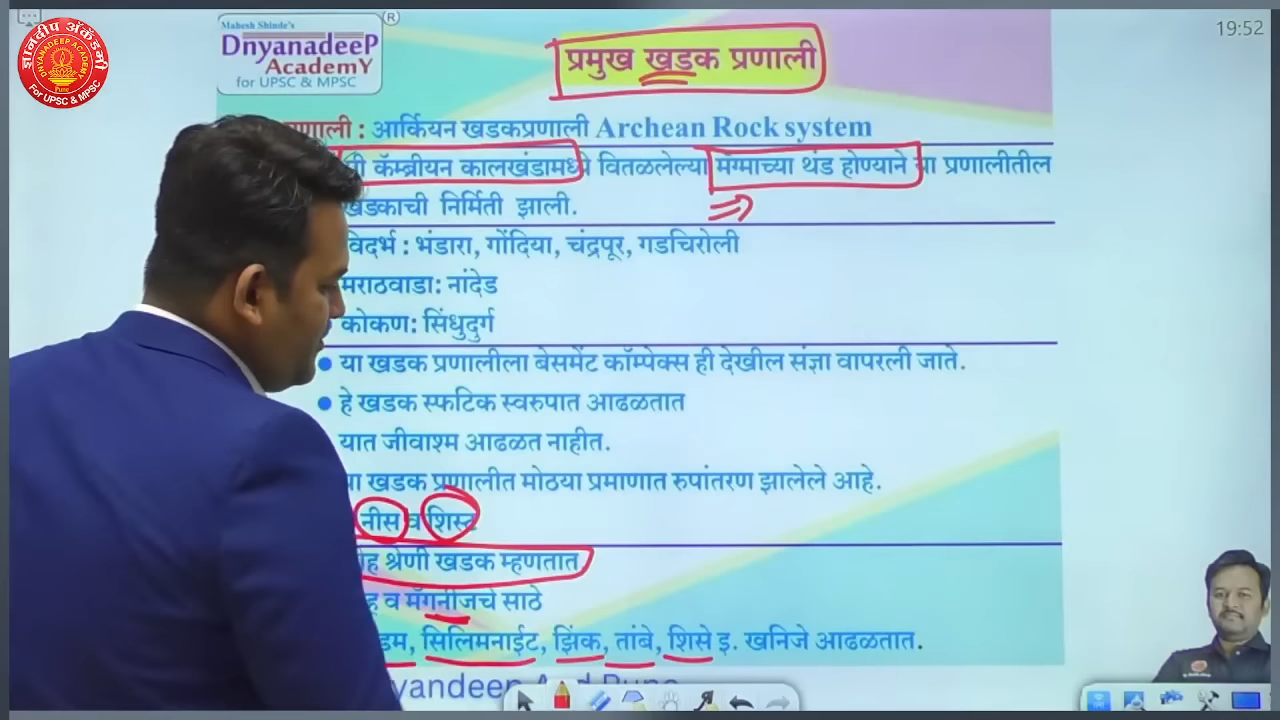 Mahesh Shinde's
®
DnyanadeeP
AcademY
for UPSC & MPSC
ज्ञानदीप अॅकॅडमी
DNYANADEEP ACADEMY
Pune
For UPSC & MPSC
19:52
प्रमुख खडक प्रणाली
प्रणाली : आर्कियन खडकप्रणाली Archean Rock system
कॅम्ब्रीयन कालखंडामध्ये वितळलेल्या मॅग्माच्या थंड होण्याने या प्रणालीतील
खडकाची निर्मिती झाली.
विदर्भ : भंडारा, गोंदिया, चंद्रपूर, गडचिरोली
मराठवाडा: नांदेड
कोकण: सिंधुदुर्ग
या खडक प्रणालीला बेसमेंट कॉम्पेक्स ही देखील संज्ञा वापरली जाते.
हे खडक स्फटिक स्वरुपात आढळतात
यात जीवाश्म आढळत नाहीत.
या खडक प्रणालीत मोठया प्रमाणात रुपांतरण झालेले आहे.
नीस व शिस्ट
श्रेणी खडक म्हणतात.
व मॅगनीजचे साठे
सिलिमनाईट, झिंक, तांबे, शिसे इ. खनिजे आढळतात.